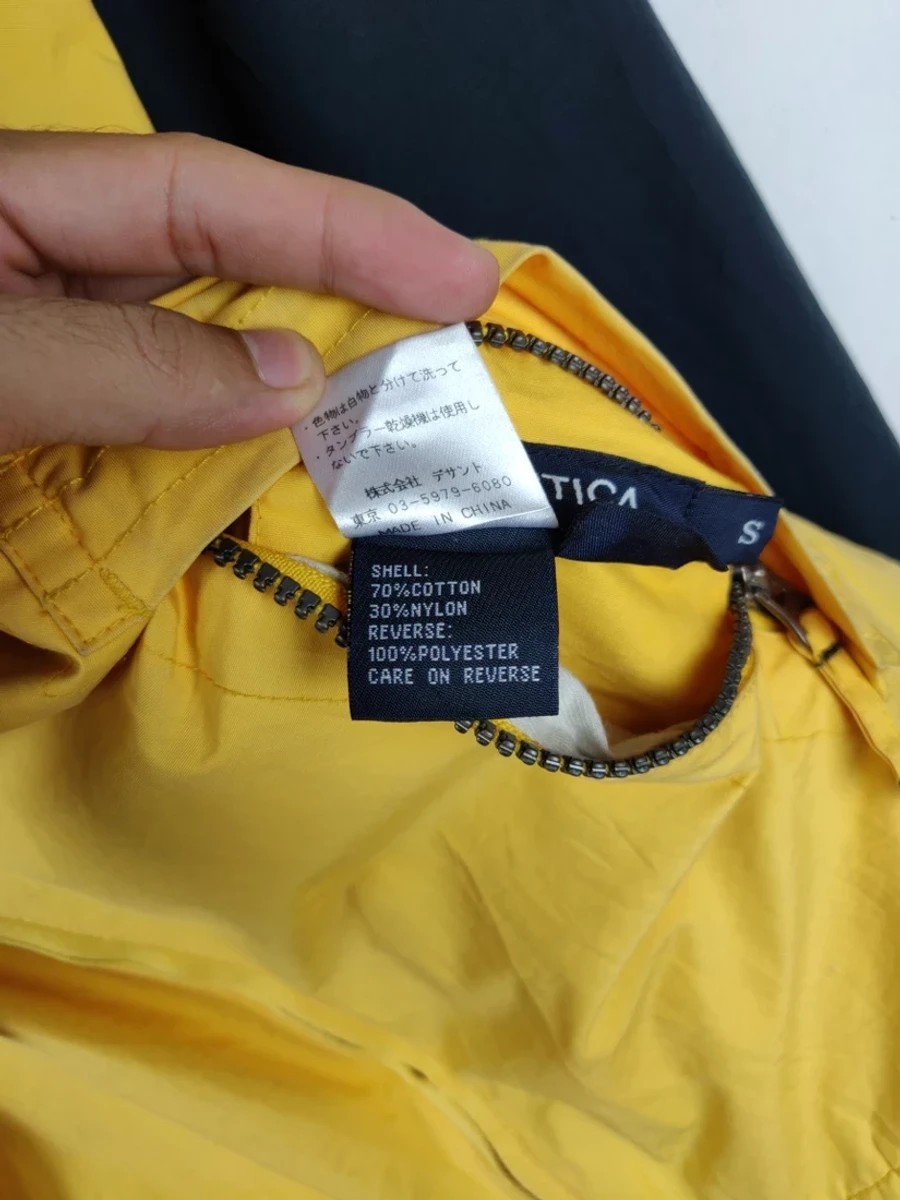 ・色物は白物と分けて洗って
下さい。
・タンブラー乾燥機は使用し
ないで下さい。
株式会社 デサント
東京 03-5979-6080
MADE IN CHINA
TICA
S
SHELL:
70%COTTON
30%NYLON
REVERSE:
100%POLYESTER
CARE ON REVERSE